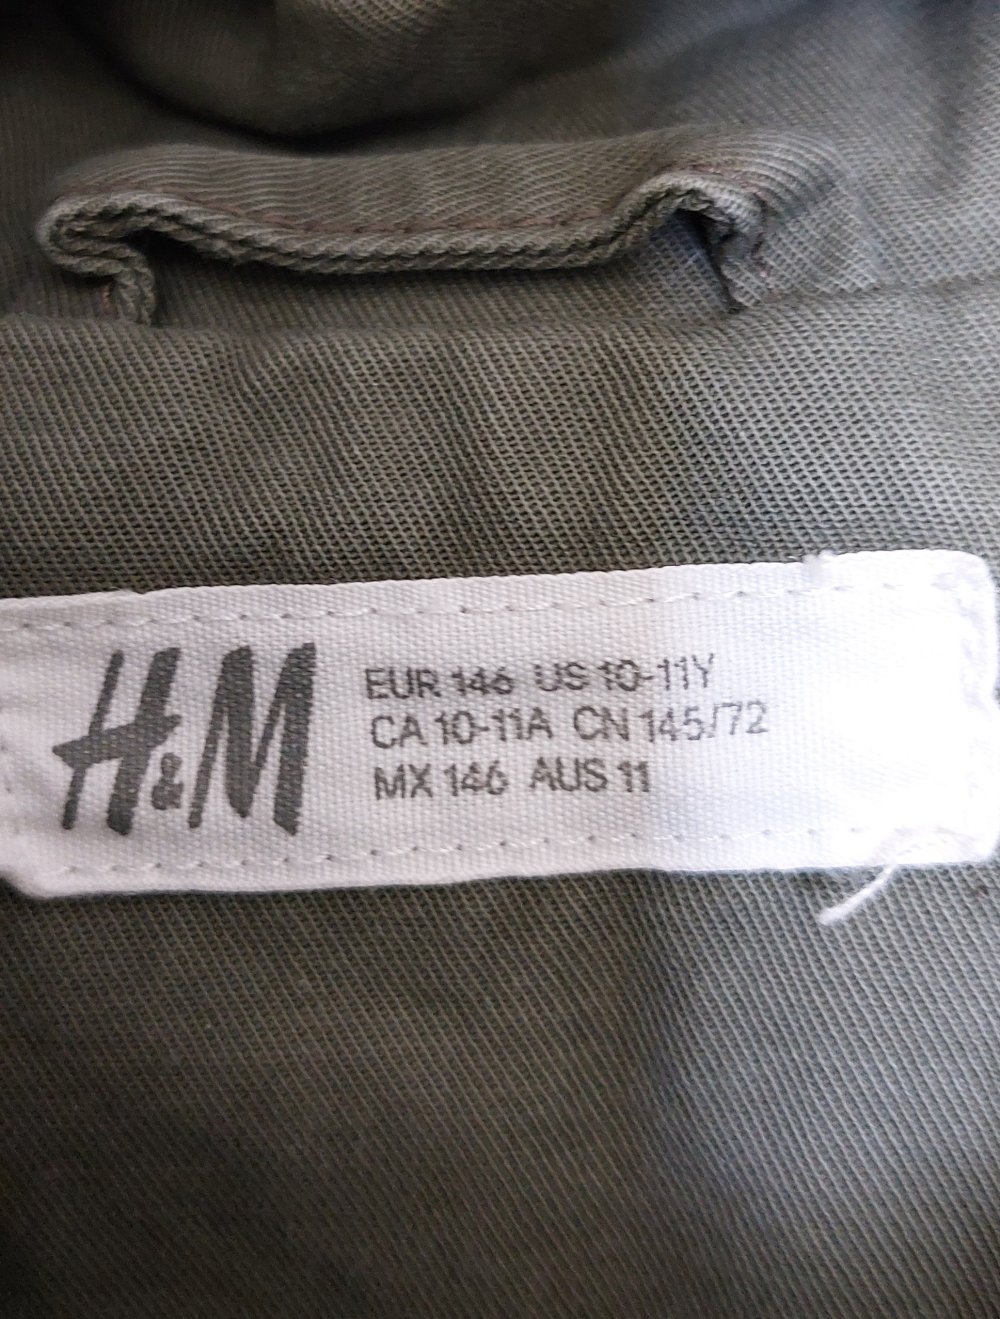 H&M
EUR 146 US 10-11Y
CA 10-11A CN 145/72
MX 146 AUS 11